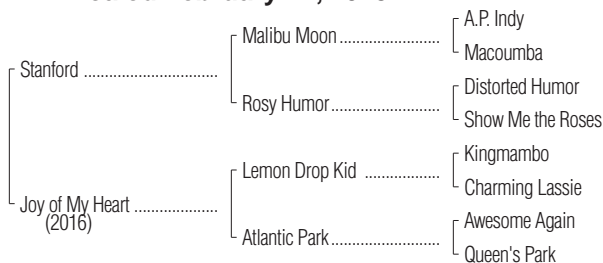 A.P. Indy
Malibu Moon
Macoumba
Stanford
Distorted Humor
Rosy Humor
Show Me the Roses
Kingmambo
Lemon Drop Kid
Charming Lassie
Joy of My Heart
(2016)
Awesome Again
Atlantic Park
Queen's Park